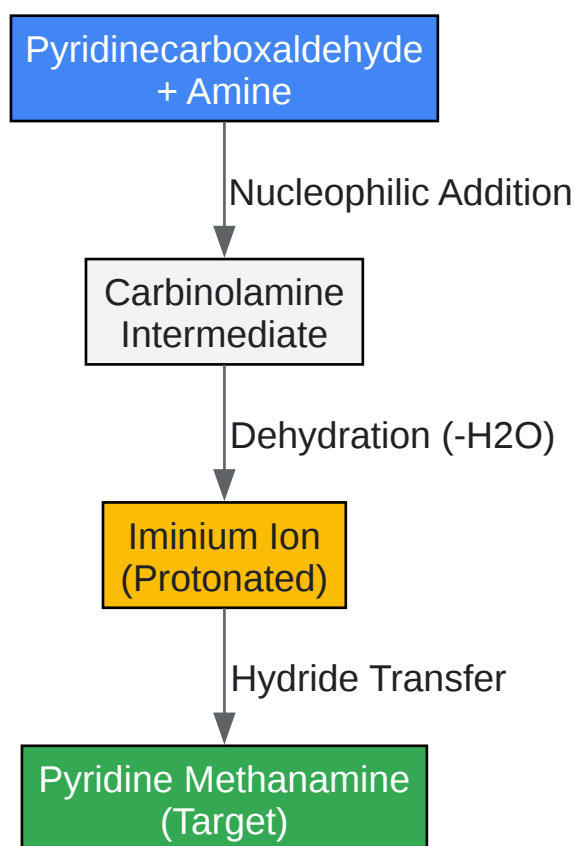 Pyridinecarboxaldehyde
+ Amine
Nucleophilic Addition
Carbinolamine
Intermediate
Dehydration (-H2O)
Iminium Ion
(Protonated)
Hydride Transfer
Pyridine Methanamine
(Target)